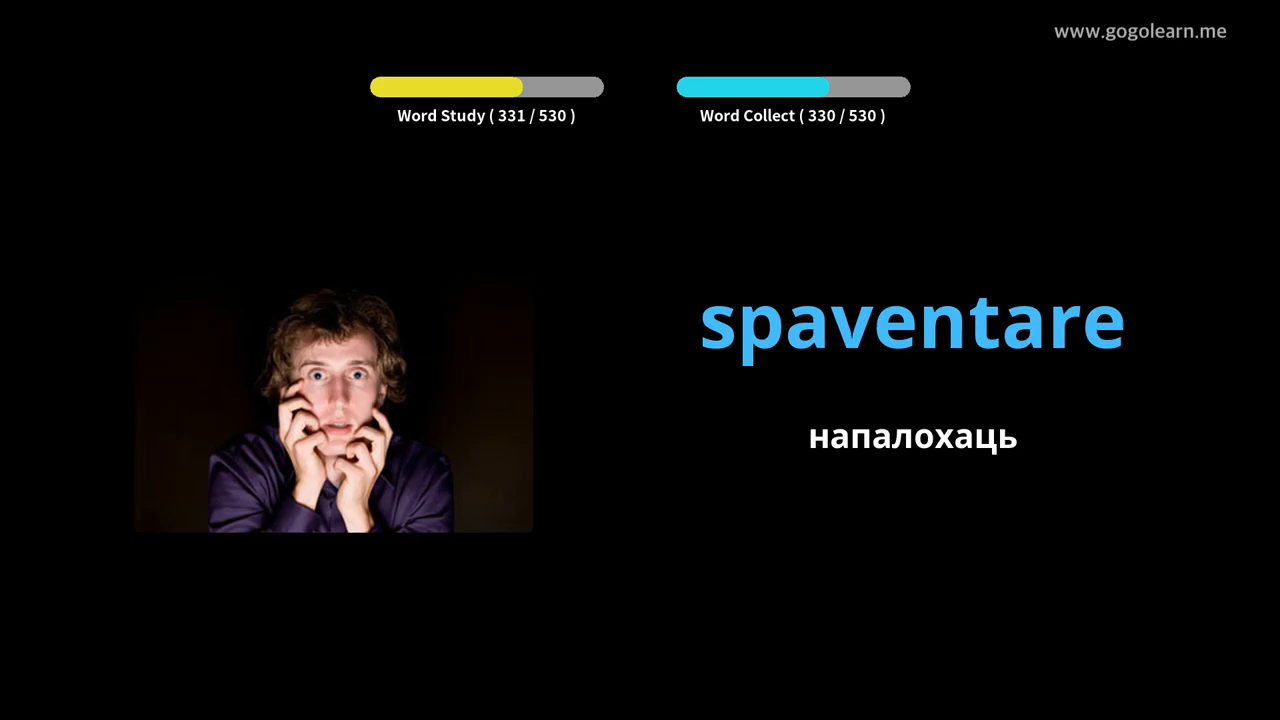 www.gogolearn.me
Word Study ( 331 / 530 )
Word Collect ( 330 / 530 )
spaventare
напалохаць